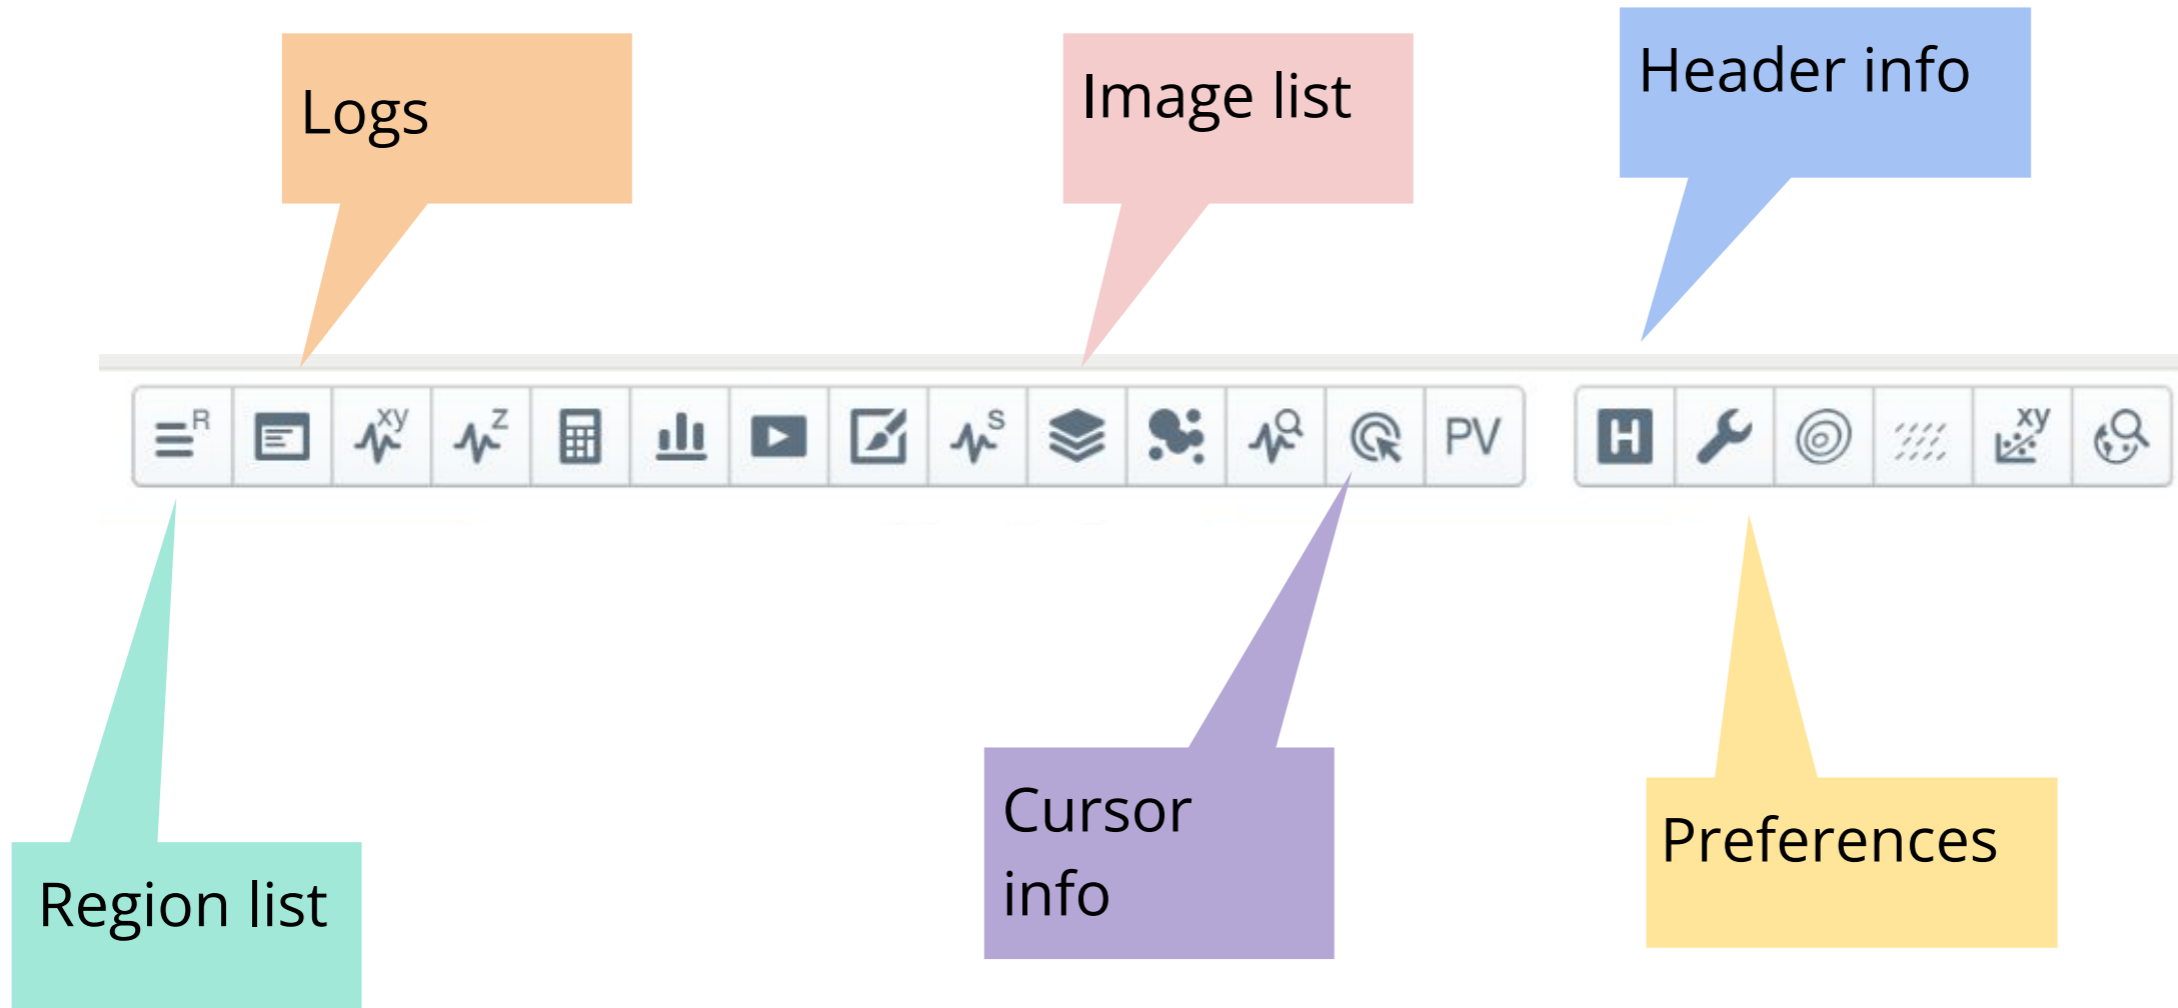 Logs
Image list
Header info
R
xy
Z
S
PV
H
xy
Cursor
info
Preferences
Region list